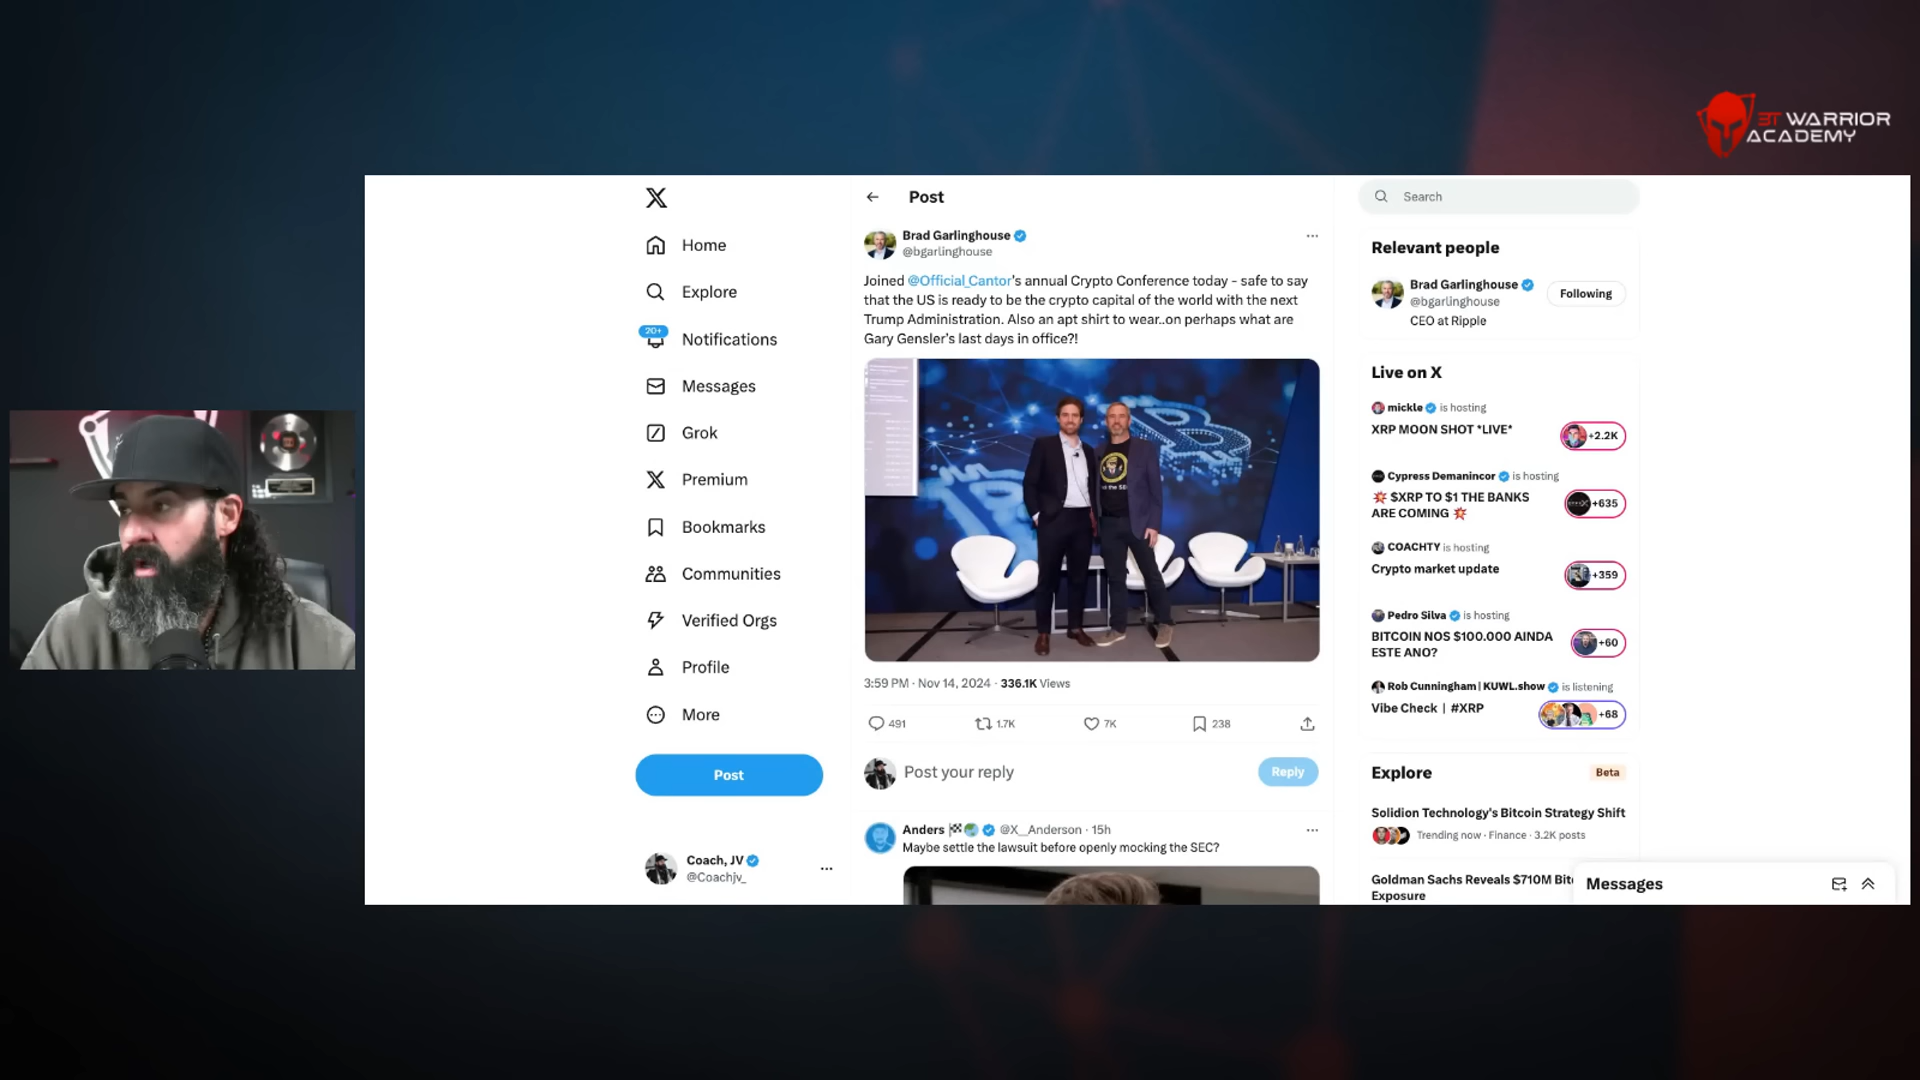 3T WARRIOR
ACADEMY
Home
Explore
20+
Notifications
Messages
Grok
Premium
Bookmarks
Communities
Verified Orgs
Profile
More
Post
Coach, JV
@Coachjv_
Post
Brad Garlinghouse
@bgarlinghouse
Joined @Official_Cantor's annual Crypto Conference today - safe to say
that the US is ready to be the crypto capital of the world with the next
Trump Administration. Also an apt shirt to wear..on perhaps what are
Gary Gensler's last days in office?!
3:59 PM · Nov 14, 2024 · 336.1K Views
491 1.7K 7K 238
Post your reply
Reply
Anders @X__Anderson · 15h
Maybe settle the lawsuit before openly mocking the SEC?
Search
Relevant people
Brad Garlinghouse
@bgarlinghouse
Following
CEO at Ripple
Live on X
mickle is hosting
XRP MOON SHOT *LIVE*
+2.2K
Cypress Demanincor is hosting
$XRP TO $1 THE BANKS
ARE COMING
+635
COACHTY is hosting
Crypto market update
+359
Pedro Silva is hosting
BITCOIN NOS $100.000 AINDA
ESTE ANO?
+60
Rob Cunningham | KUWL.show is listening
Vibe Check | #XRP
+68
Explore
Beta
Solidion Technology's Bitcoin Strategy Shift
Trending now · Finance · 3.2K posts
Goldman Sachs Reveals $710M
Exposure
Messages